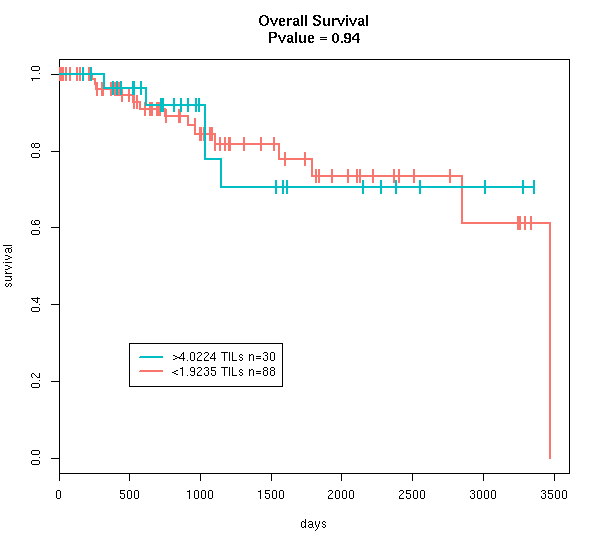 Overall Survival
Pvalue = 0.94
survival
1.0
0.8
0.6
0.4
0.2
0.0
>4.0224 TILs n=30
<1.9235 TILs n=88
0 500 1000 1500 2000 2500 3000 3500
days